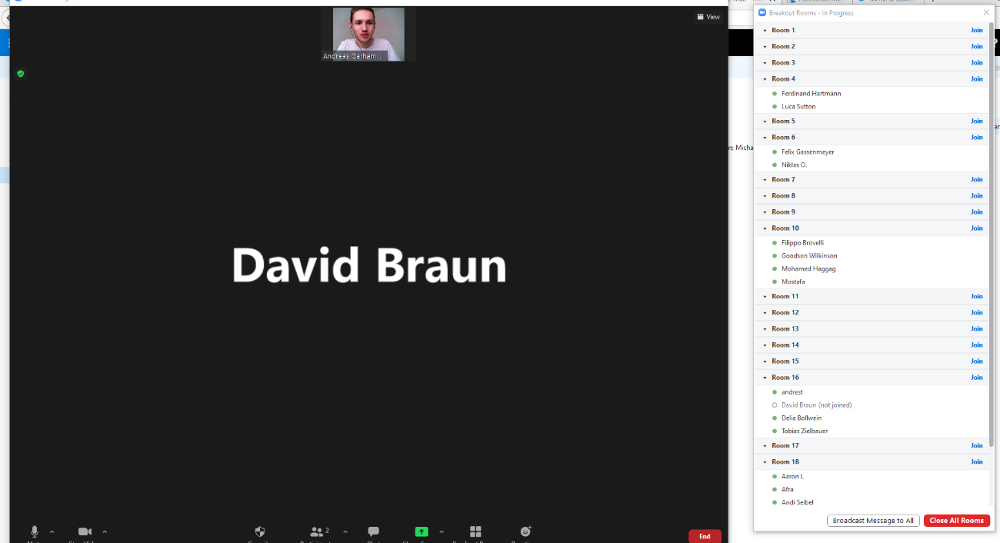 View
Andreas Garham...
David Braun
2
End
Breakout Rooms - In Progress
Room 1 Join
Room 2 Join
Room 3 Join
Room 4 Join
Ferdinand Hartmann
Luca Sutton
Room 5 Join
Room 6 Join
Felix Gassenmeyer
Niklas O.
Room 7 Join
Room 8 Join
Room 9 Join
Room 10 Join
Filippo Brovelli
Goodson Wilkinson
Mohamed Haggag
Mostafa
Room 11 Join
Room 12 Join
Room 13 Join
Room 14 Join
Room 15 Join
Room 16 Join
andrest
David Braun (not joined)
Delia Bollwein
Tobias Zielbauer
Room 17 Join
Room 18 Join
Aaron L
Afra
Andi Seibel
Broadcast Message to All Close All Rooms
n; Micha